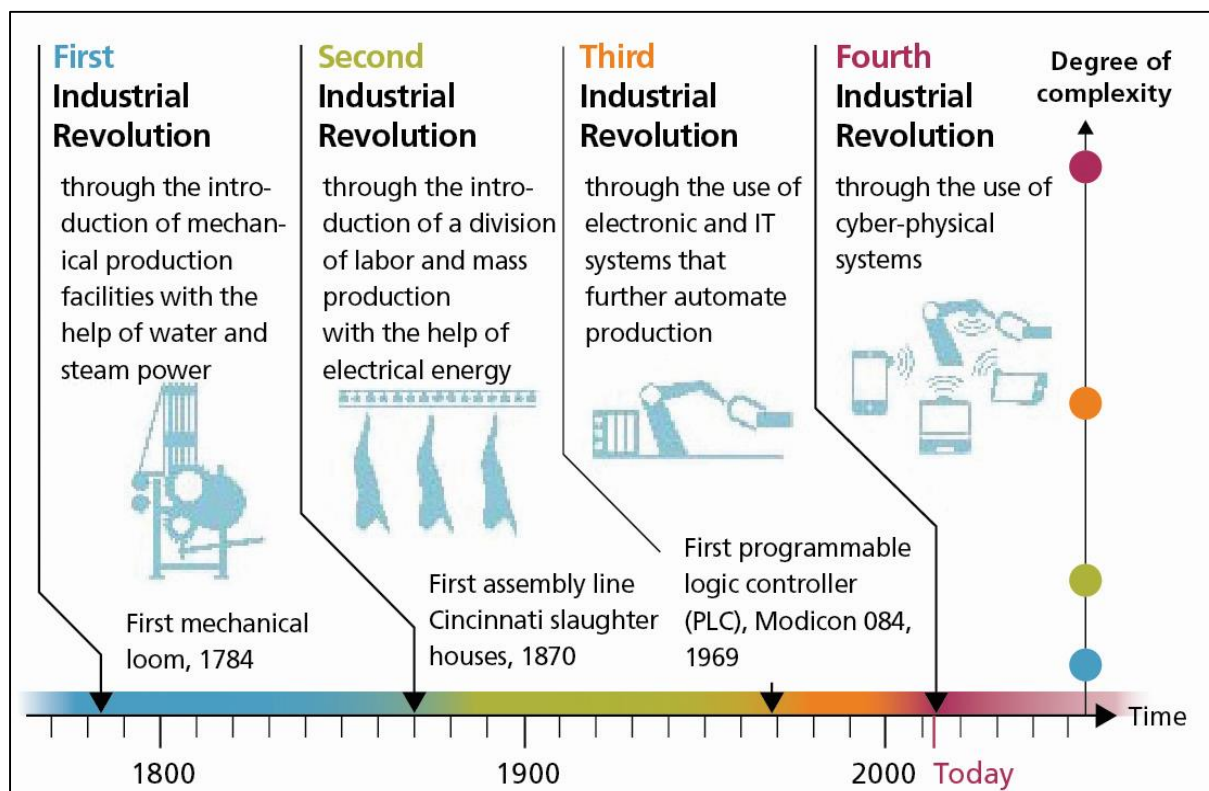 First
Industrial
Revolution
through the intro-
duction of mechan-
ical production
facilities with the
help of water and
steam power
First mechanical
loom, 1784
Second
Industrial
Revolution
through the intro-
duction of a division
of labor and mass
production
with the help of
electrical energy
First assembly line
Cincinnati slaughter
houses, 1870
Third
Industrial
Revolution
through the use of
electronic and IT
systems that
further automate
production
First programmable
logic controller
(PLC), Modicon 084,
1969
Fourth
Industrial
Revolution
through the use of
cyber-physical
systems
Degree of
complexity
Time
1800
1900
2000
Today